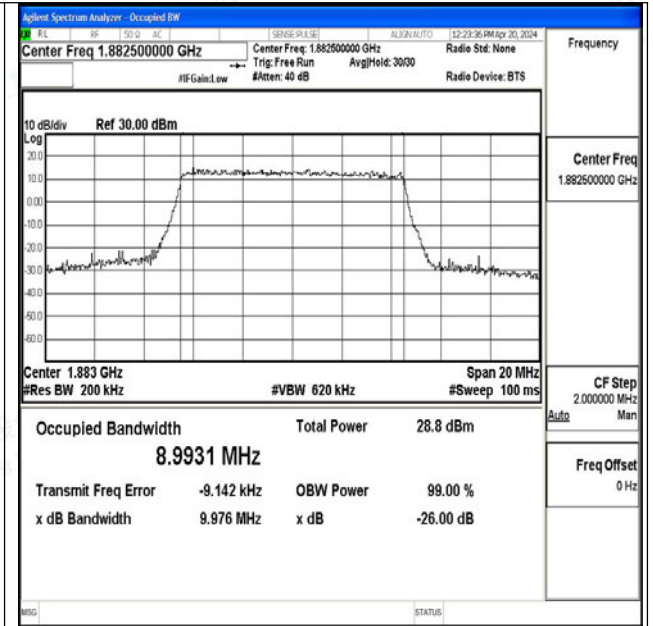 Agilent Spectrum Analyzer - Occupied BW
RL RF 50 Ω AC SENSE:PULSE ALIGN AUTO 12:23:36 PM Apr 20, 2024
Center Freq 1.882500000 GHz
Center Freq: 1.882500000 GHz
Radio Std: None
Trig: Free Run Avg|Hold: 30/30
#IFGain:Low #Atten: 40 dB Radio Device: BTS
10 dB/div Ref 30.00 dBm
Log
20.0
10.0
0.00
-10.0
-20.0
-30.0
-40.0
-50.0
-60.0
Center 1.883 GHz Span 20 MHz
#Res BW 200 kHz #VBW 620 kHz #Sweep 100 ms
Occupied Bandwidth Total Power 28.8 dBm
8.9931 MHz
Transmit Freq Error -9.142 kHz OBW Power 99.00 %
x dB Bandwidth 9.976 MHz x dB -26.00 dB
MSG STATUS
Frequency
Center Freq
1.882500000 GHz
CF Step
2.000000 MHz
Auto Man
Freq Offset
0 Hz